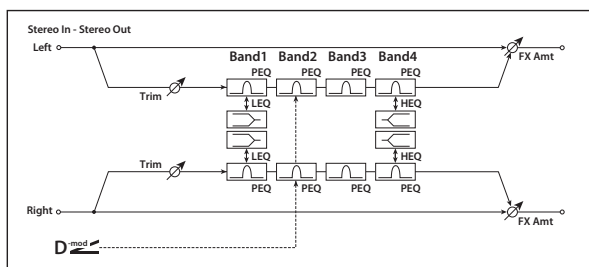 Stereo In - Stereo Out
Left
Band1 Band2 Band3 Band4
FX Amt
PEQ PEQ PEQ PEQ
Trim
LEQ HEQ
LEQ HEQ
Trim
PEQ PEQ PEQ PEQ
Right
FX Amt
D-mod